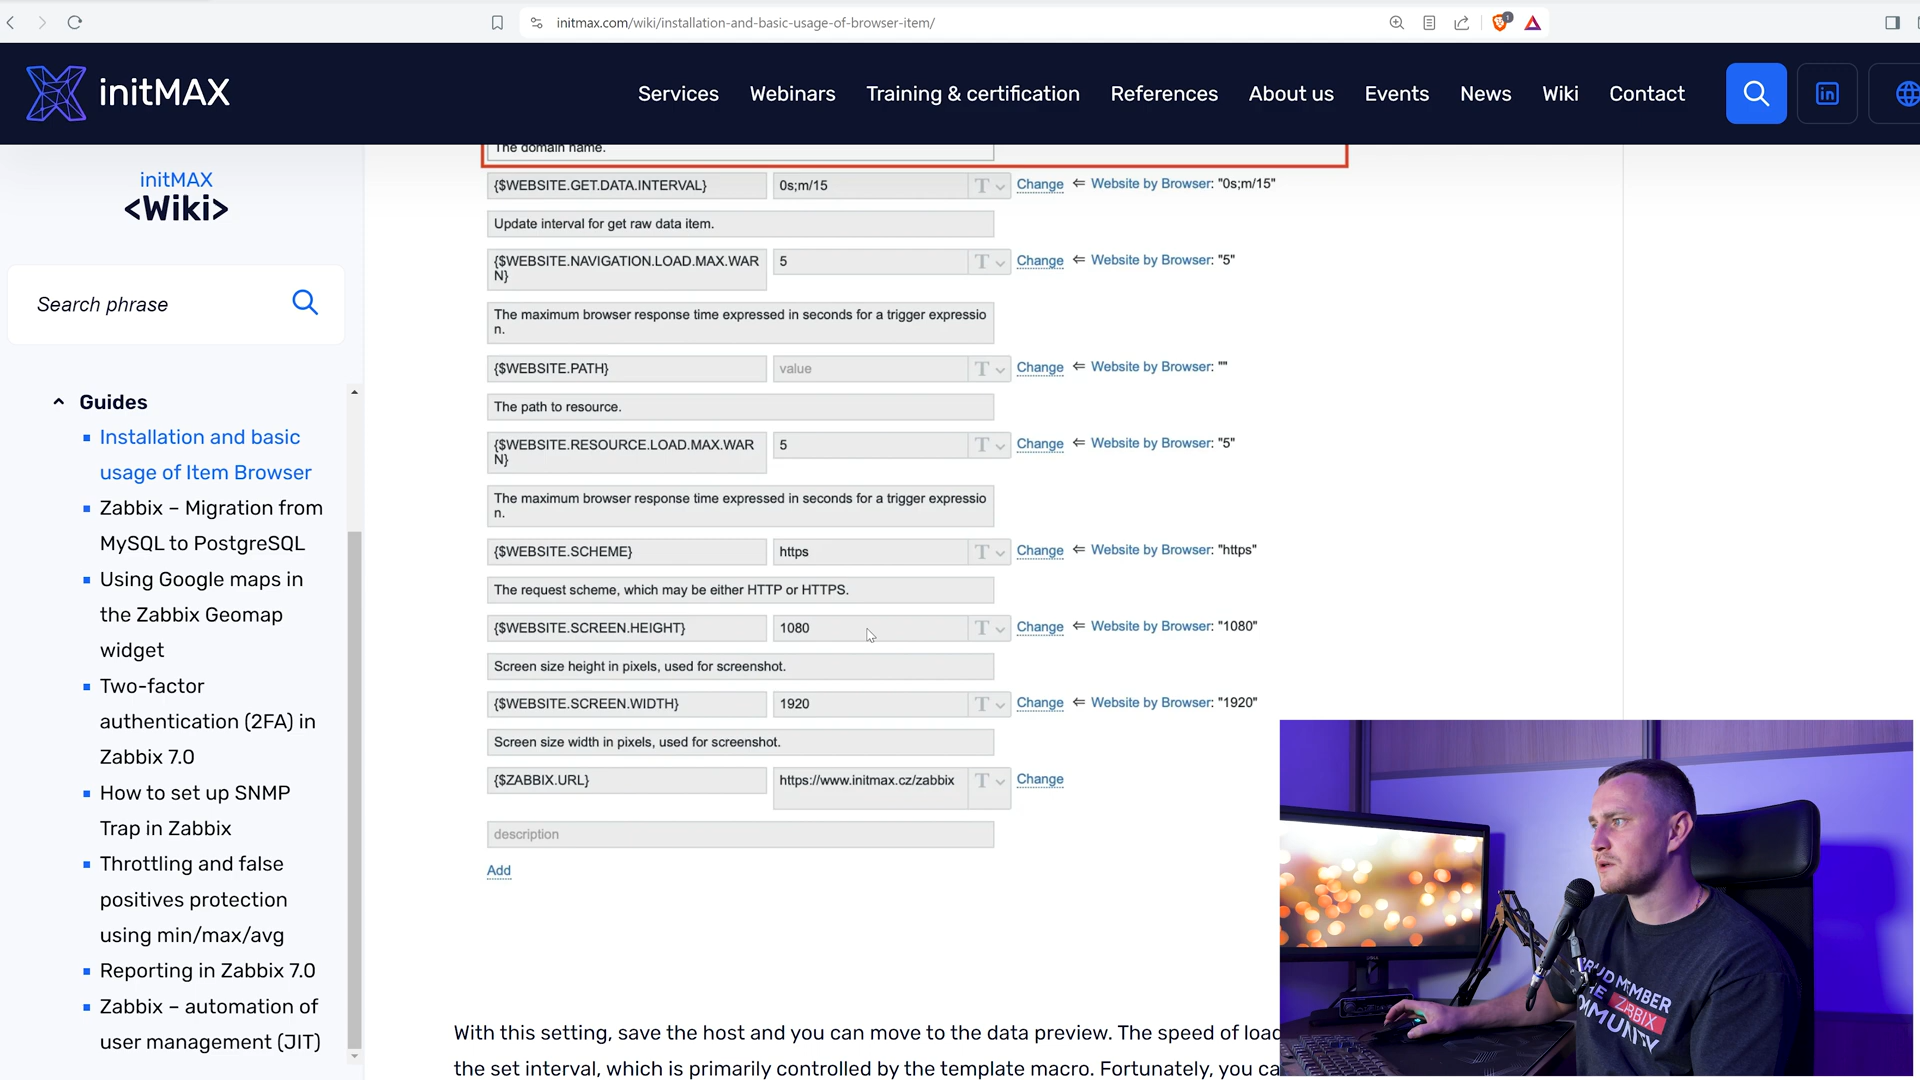 initmax.com/wiki/installation-and-basic-usage-of-browser-item/
1
initMAX
Services
Webinars
Training & certification
References
About us
Events
News
Wiki
Contact
in
initMAX
<Wiki>
Search phrase
Guides
Installation and basic
usage of Item Browser
Zabbix – Migration from
MySQL to PostgreSQL
Using Google maps in
the Zabbix Geomap
widget
Two-factor
authentication (2FA) in
Zabbix 7.0
How to set up SNMP
Trap in Zabbix
Throttling and false
positives protection
using min/max/avg
Reporting in Zabbix 7.0
Zabbix – automation of
user management (JIT)
The domain name.
{$WEBSITE.GET.DATA.INTERVAL} 0s;m/15 T Change ⇐ Website by Browser: "0s;m/15"
Update interval for get raw data item.
{$WEBSITE.NAVIGATION.LOAD.MAX.WAR 5 T Change ⇐ Website by Browser: "5"
N}
The maximum browser response time expressed in seconds for a trigger expressio
n.
{$WEBSITE.PATH} value T Change ⇐ Website by Browser: ""
The path to resource.
{$WEBSITE.RESOURCE.LOAD.MAX.WAR 5 T Change ⇐ Website by Browser: "5"
N}
The maximum browser response time expressed in seconds for a trigger expressio
n.
{$WEBSITE.SCHEME} https T Change ⇐ Website by Browser: "https"
The request scheme, which may be either HTTP or HTTPS.
{$WEBSITE.SCREEN.HEIGHT} 1080 T Change ⇐ Website by Browser: "1080"
Screen size height in pixels, used for screenshot.
{$WEBSITE.SCREEN.WIDTH} 1920 T Change ⇐ Website by Browser: "1920"
Screen size width in pixels, used for screenshot.
{$ZABBIX.URL} https://www.initmax.cz/zabbix T Change
description
Add
With this setting, save the host and you can move to the data preview. The speed of load
the set interval, which is primarily controlled by the template macro. Fortunately, you ca
MEMBER
ZABBIX